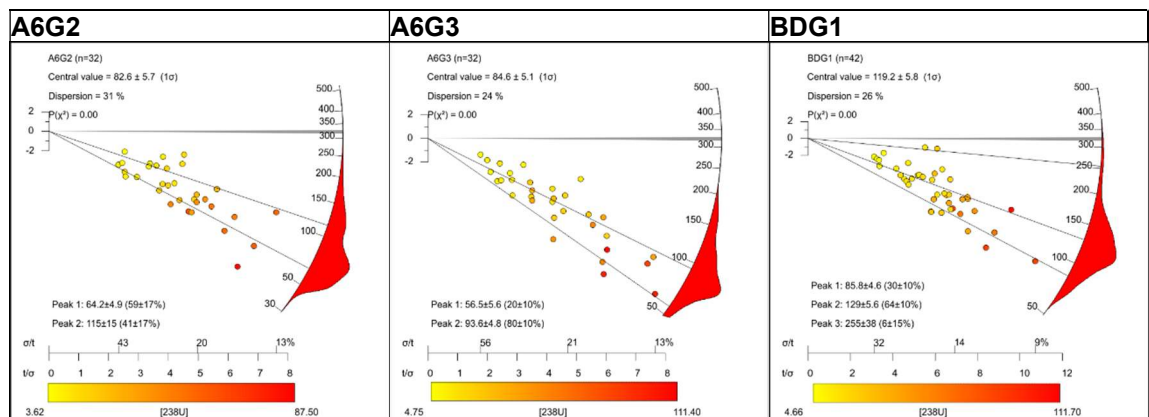 A6G2
A6G2 (n=32)
Central value = 82.6 ± 5.7 (1σ)
Dispersion = 31 %
P(χ²) = 0.00
2
0
-2
500
400
350
300
250
200
150
100
50
30
Peak 1: 64.2±4.9 (59±17%)
Peak 2: 115±15 (41±17%)
σ/t 43 20 13%
t/σ 0 1 2 3 4 5 6 7 8
3.62 [238U] 87.50
A6G3
A6G3 (n=32)
Central value = 84.6 ± 5.1 (1σ)
Dispersion = 24 %
P(χ²) = 0.00
2
0
-2
500
400
350
300
250
200
150
100
50
Peak 1: 56.5±5.6 (20±10%)
Peak 2: 93.6±4.8 (80±10%)
σ/t 56 21 13%
t/σ 0 1 2 3 4 5 6 7 8
4.75 [238U] 111.40
BDG1
BDG1 (n=42)
Central value = 119.2 ± 5.8 (1σ)
Dispersion = 26 %
P(χ²) = 0.00
2
0
-2
500
400
350
300
250
200
150
100
50
Peak 1: 85.8±4.6 (30±10%)
Peak 2: 129±5.6 (64±10%)
Peak 3: 255±38 (6±15%)
σ/t 32 14 9%
t/σ 0 2 4 6 8 10 12
4.66 [238U] 111.70